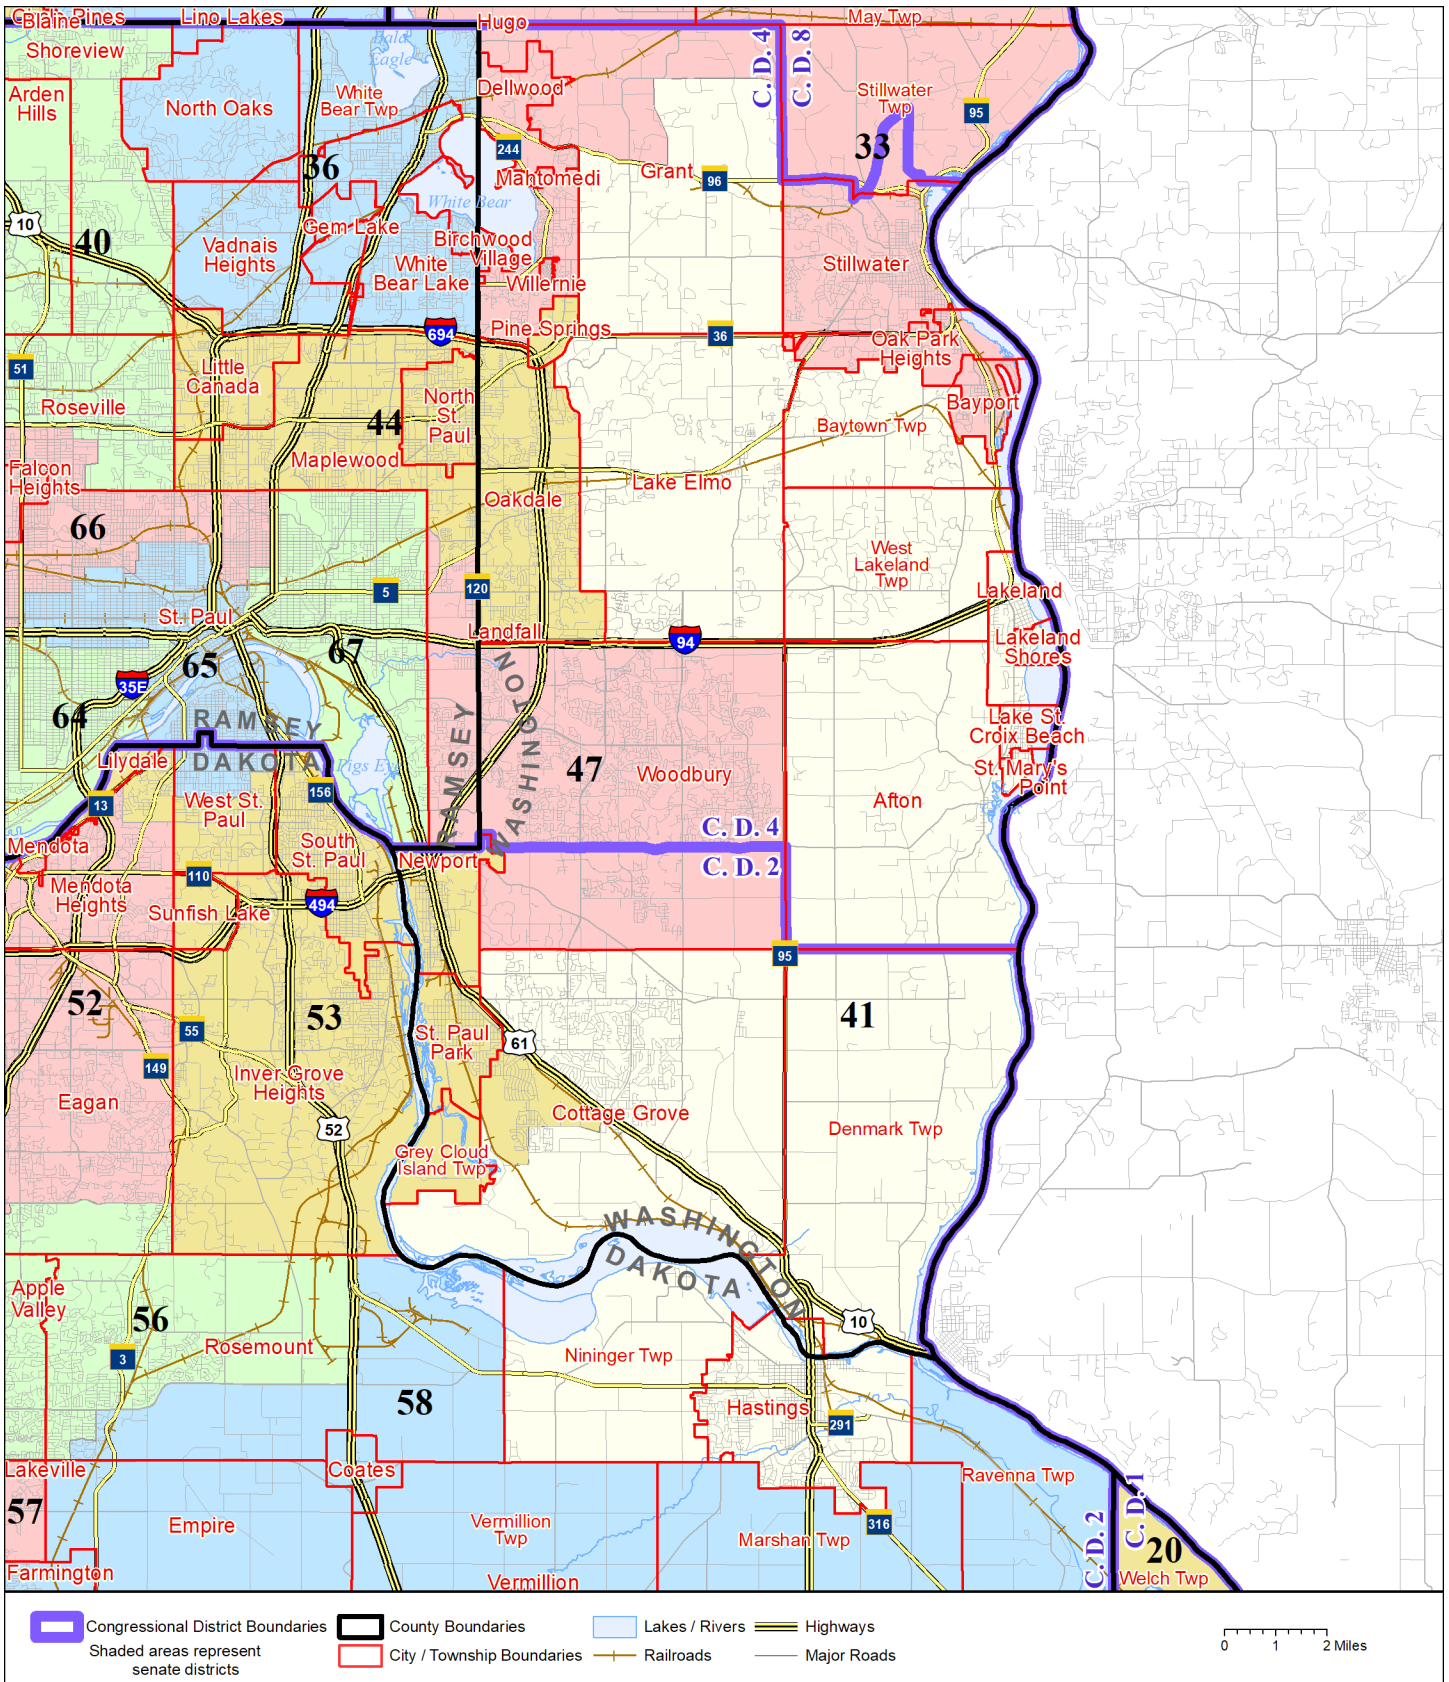 Blaine
Lino Lakes
Hugo
May Twp
Shoreview
Bald
Eagle
C. D. 4
C. D. 8
Arden
Hills
North Oaks
White
Bear Twp
Dellwood
Stillwater
Twp
95
33
244
36
Mahtomedi
Grant
96
White Bear
10
40
Vadnais
Heights
Gem Lake
White
Bear Lake
Birchwood
Village
Willernie
Stillwater
694
Pine Springs
36
Oak Park
Heights
51
Little
Canada
Roseville
North
St.
Paul
44
Bayport
Baytown Twp
Maplewood
Falcon
Heights
Lake Elmo
Oakdale
66
West
Lakeland
Twp
5
120
Lakeland
St. Paul
Landfall
94
Lakeland
Shores
67
65
35E
64
RAMSEY
DAKOTA
RAMSEY
WASHINGTON
Lake St.
Croix Beach
Lilydale
Pigs Eye
47
Woodbury
St. Mary's
Point
156
13
West St.
Paul
Afton
South
St. Paul
C. D. 4
C. D. 2
Mendota
Newport
110
Mendota
Heights
494
Sunfish Lake
95
52
53
41
55
St. Paul
Park
61
149
Inver Grove
Heights
Eagan
Cottage Grove
52
Denmark Twp
Grey Cloud
Island Twp
WASHINGTON
DAKOTA
Apple
Valley
56
10
3
Rosemount
Nininger Twp
58
Hastings
291
Lakeville
Coates
Ravenna Twp
57
Empire
Vermillion
Twp
Marshan Twp
316
C. D. 2
C. D. 1
20
Farmington
Vermillion
Welch Twp
Congressional District Boundaries
County Boundaries
Lakes / Rivers
Highways
Shaded areas represent
senate districts
City / Township Boundaries
Railroads
Major Roads
0 1 2 Miles